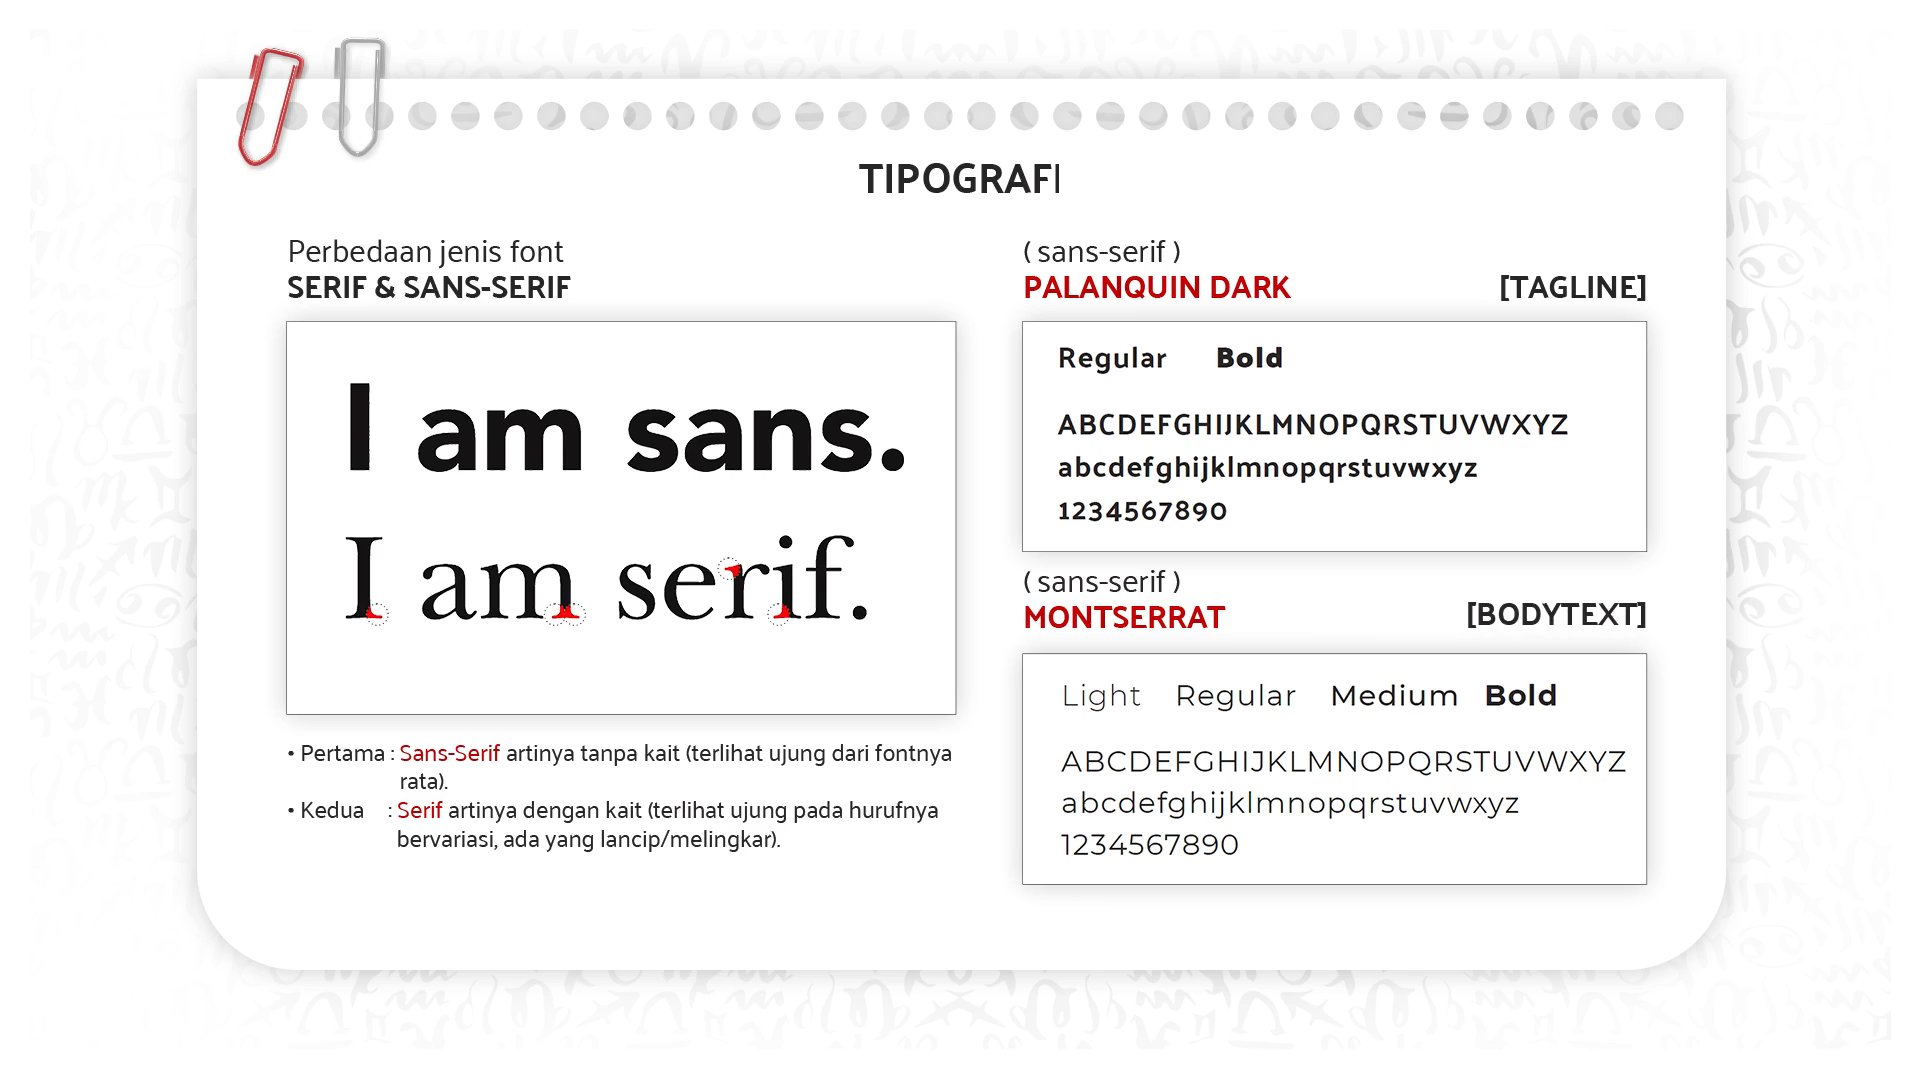 TIPOGRAFI
Perbedaan jenis font
SERIF & SANS-SERIF
I am sans.
I am serif.
• Pertama : Sans-Serif artinya tanpa kait (terlihat ujung dari fontnya
rata).
• Kedua : Serif artinya dengan kait (terlihat ujung pada hurufnya
bervariasi, ada yang lancip/melingkar).
( sans-serif )
PALANQUIN DARK [TAGLINE]
Regular Bold
ABCDEFGHIJKLMNOPQRSTUVWXYZ
abcdefghijklmnopqrstuvwxyz
1234567890
( sans-serif )
MONTSERRAT [BODYTEXT]
Light Regular Medium Bold
ABCDEFGHIJKLMNOPQRSTUVWXYZ
abcdefghijklmnopqrstuvwxyz
1234567890